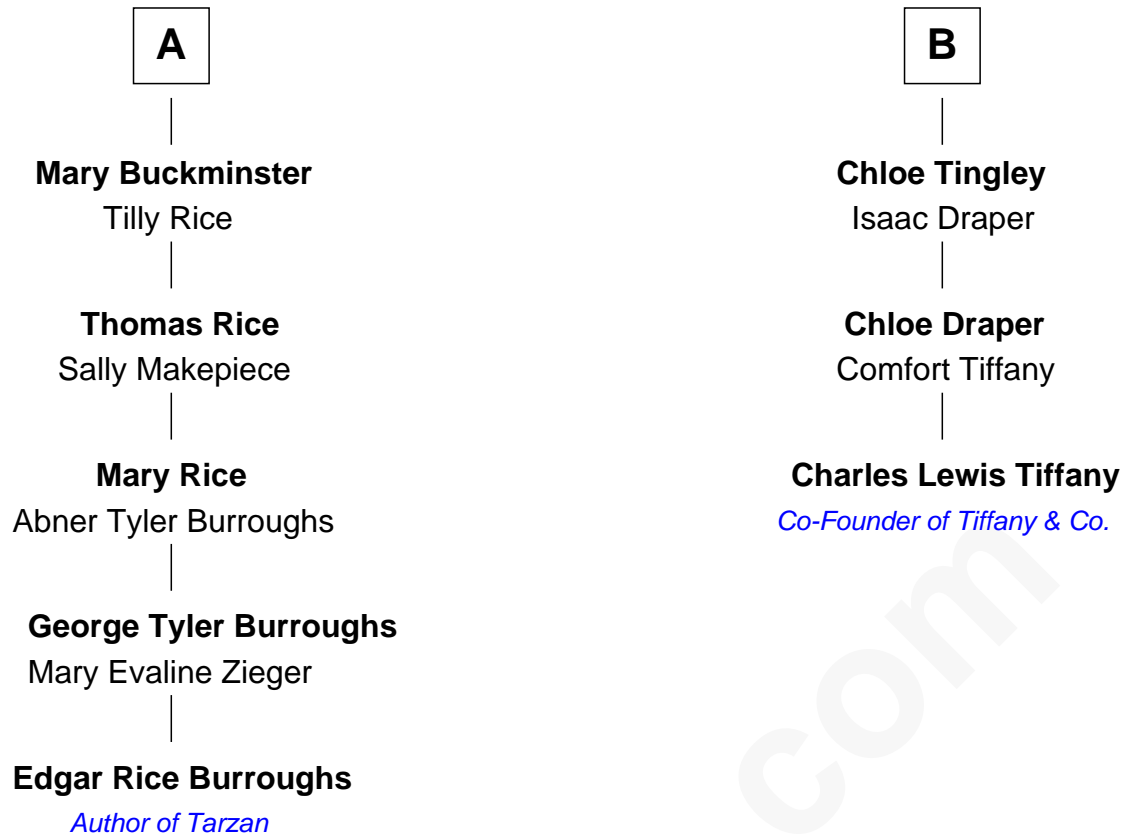 A
Mary Buckminster
Tilly Rice
Thomas Rice
Sally Makepiece
Mary Rice
Abner Tyler Burroughs
George Tyler Burroughs
Mary Evaline Zieger
Edgar Rice Burroughs
Author of Tarzan
B
Chloe Tingley
Isaac Draper
Chloe Draper
Comfort Tiffany
Charles Lewis Tiffany
Co-Founder of Tiffany & Co.
com